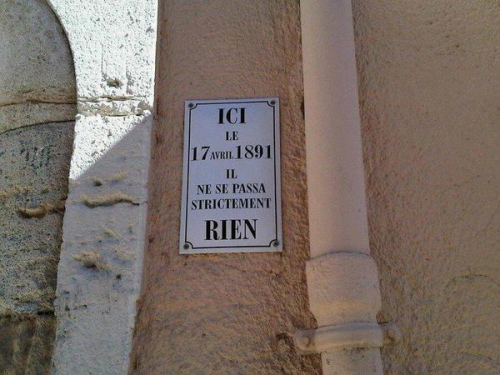 ICI
LE
17 AVRIL 1891
IL
NE SE PASSA
STRICTEMENT
RIEN